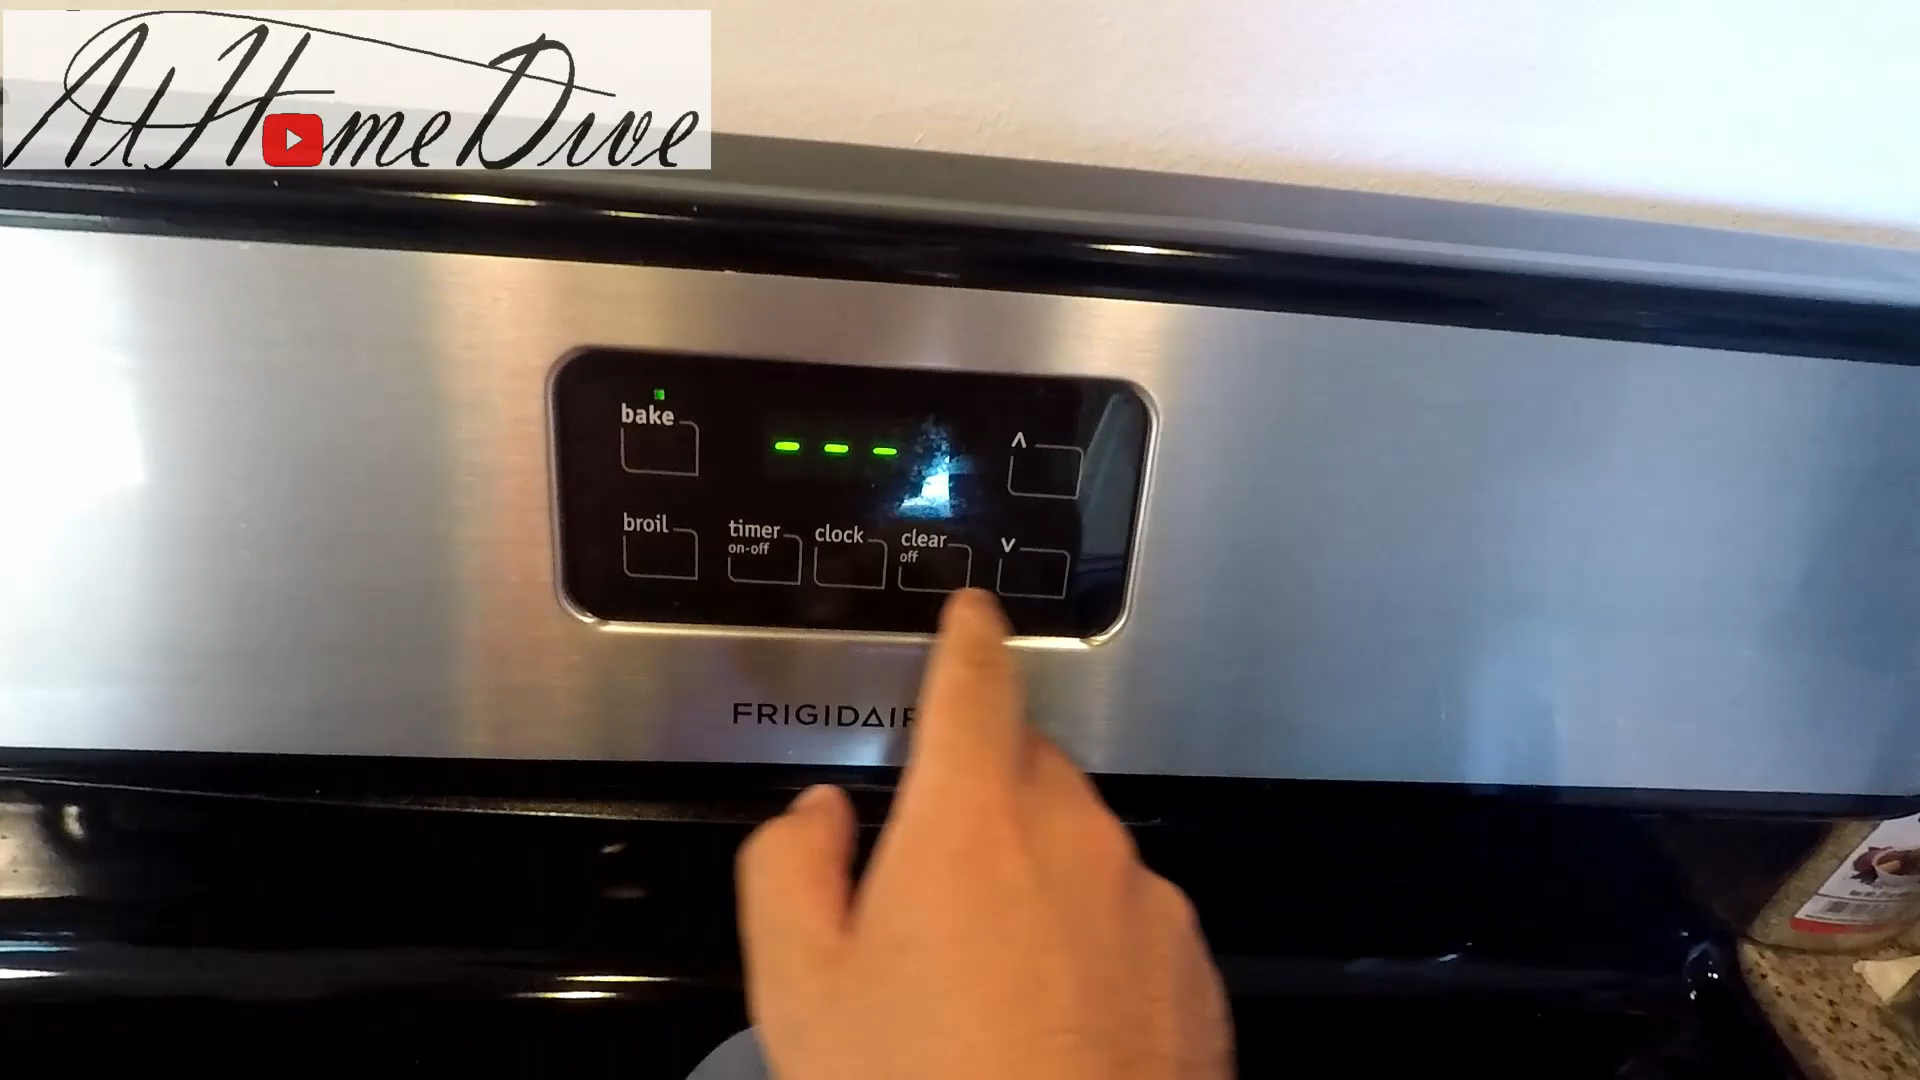 AtHomeDive
bake
- - -
^
broil
timer
on-off
clock
clear
off
v
FRIGIDAIR